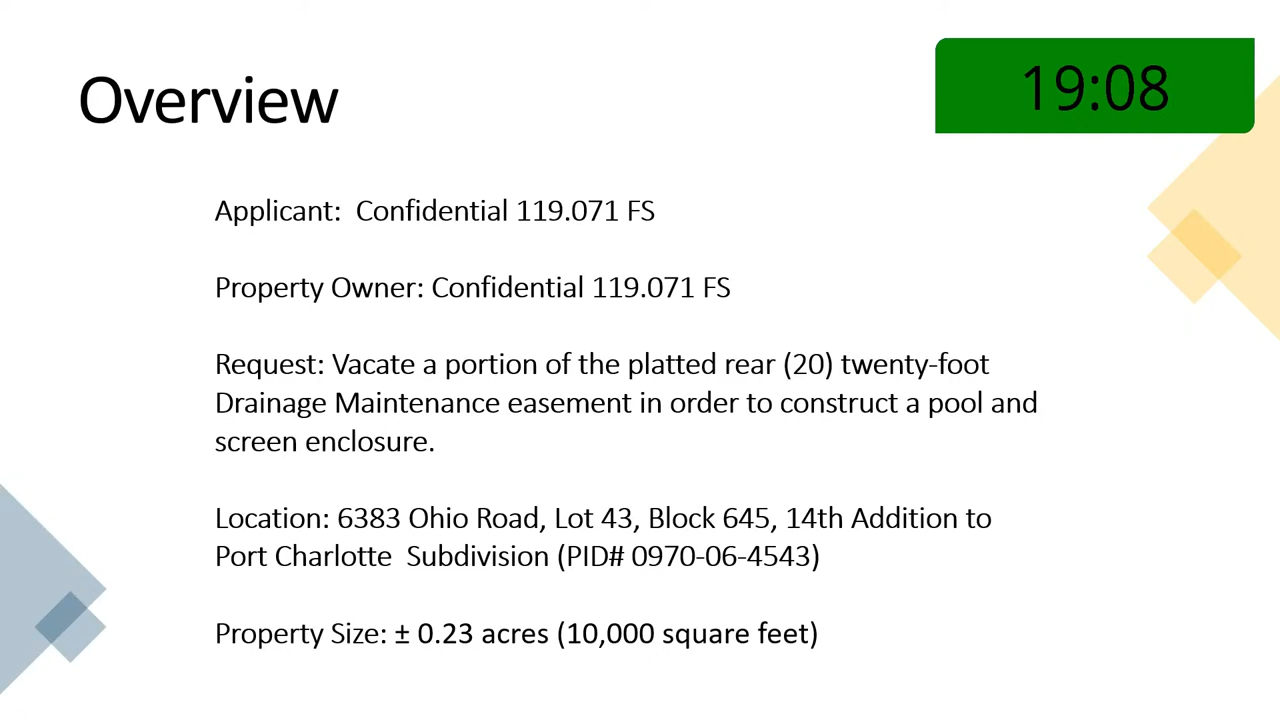 Overview
19:08
Applicant:  Confidential 119.071 FS
Property Owner: Confidential 119.071 FS
Request: Vacate a portion of the platted rear (20) twenty-foot
Drainage Maintenance easement in order to construct a pool and
screen enclosure.
Location: 6383 Ohio Road, Lot 43, Block 645, 14th Addition to
Port Charlotte  Subdivision (PID# 0970-06-4543)
Property Size: ± 0.23 acres (10,000 square feet)